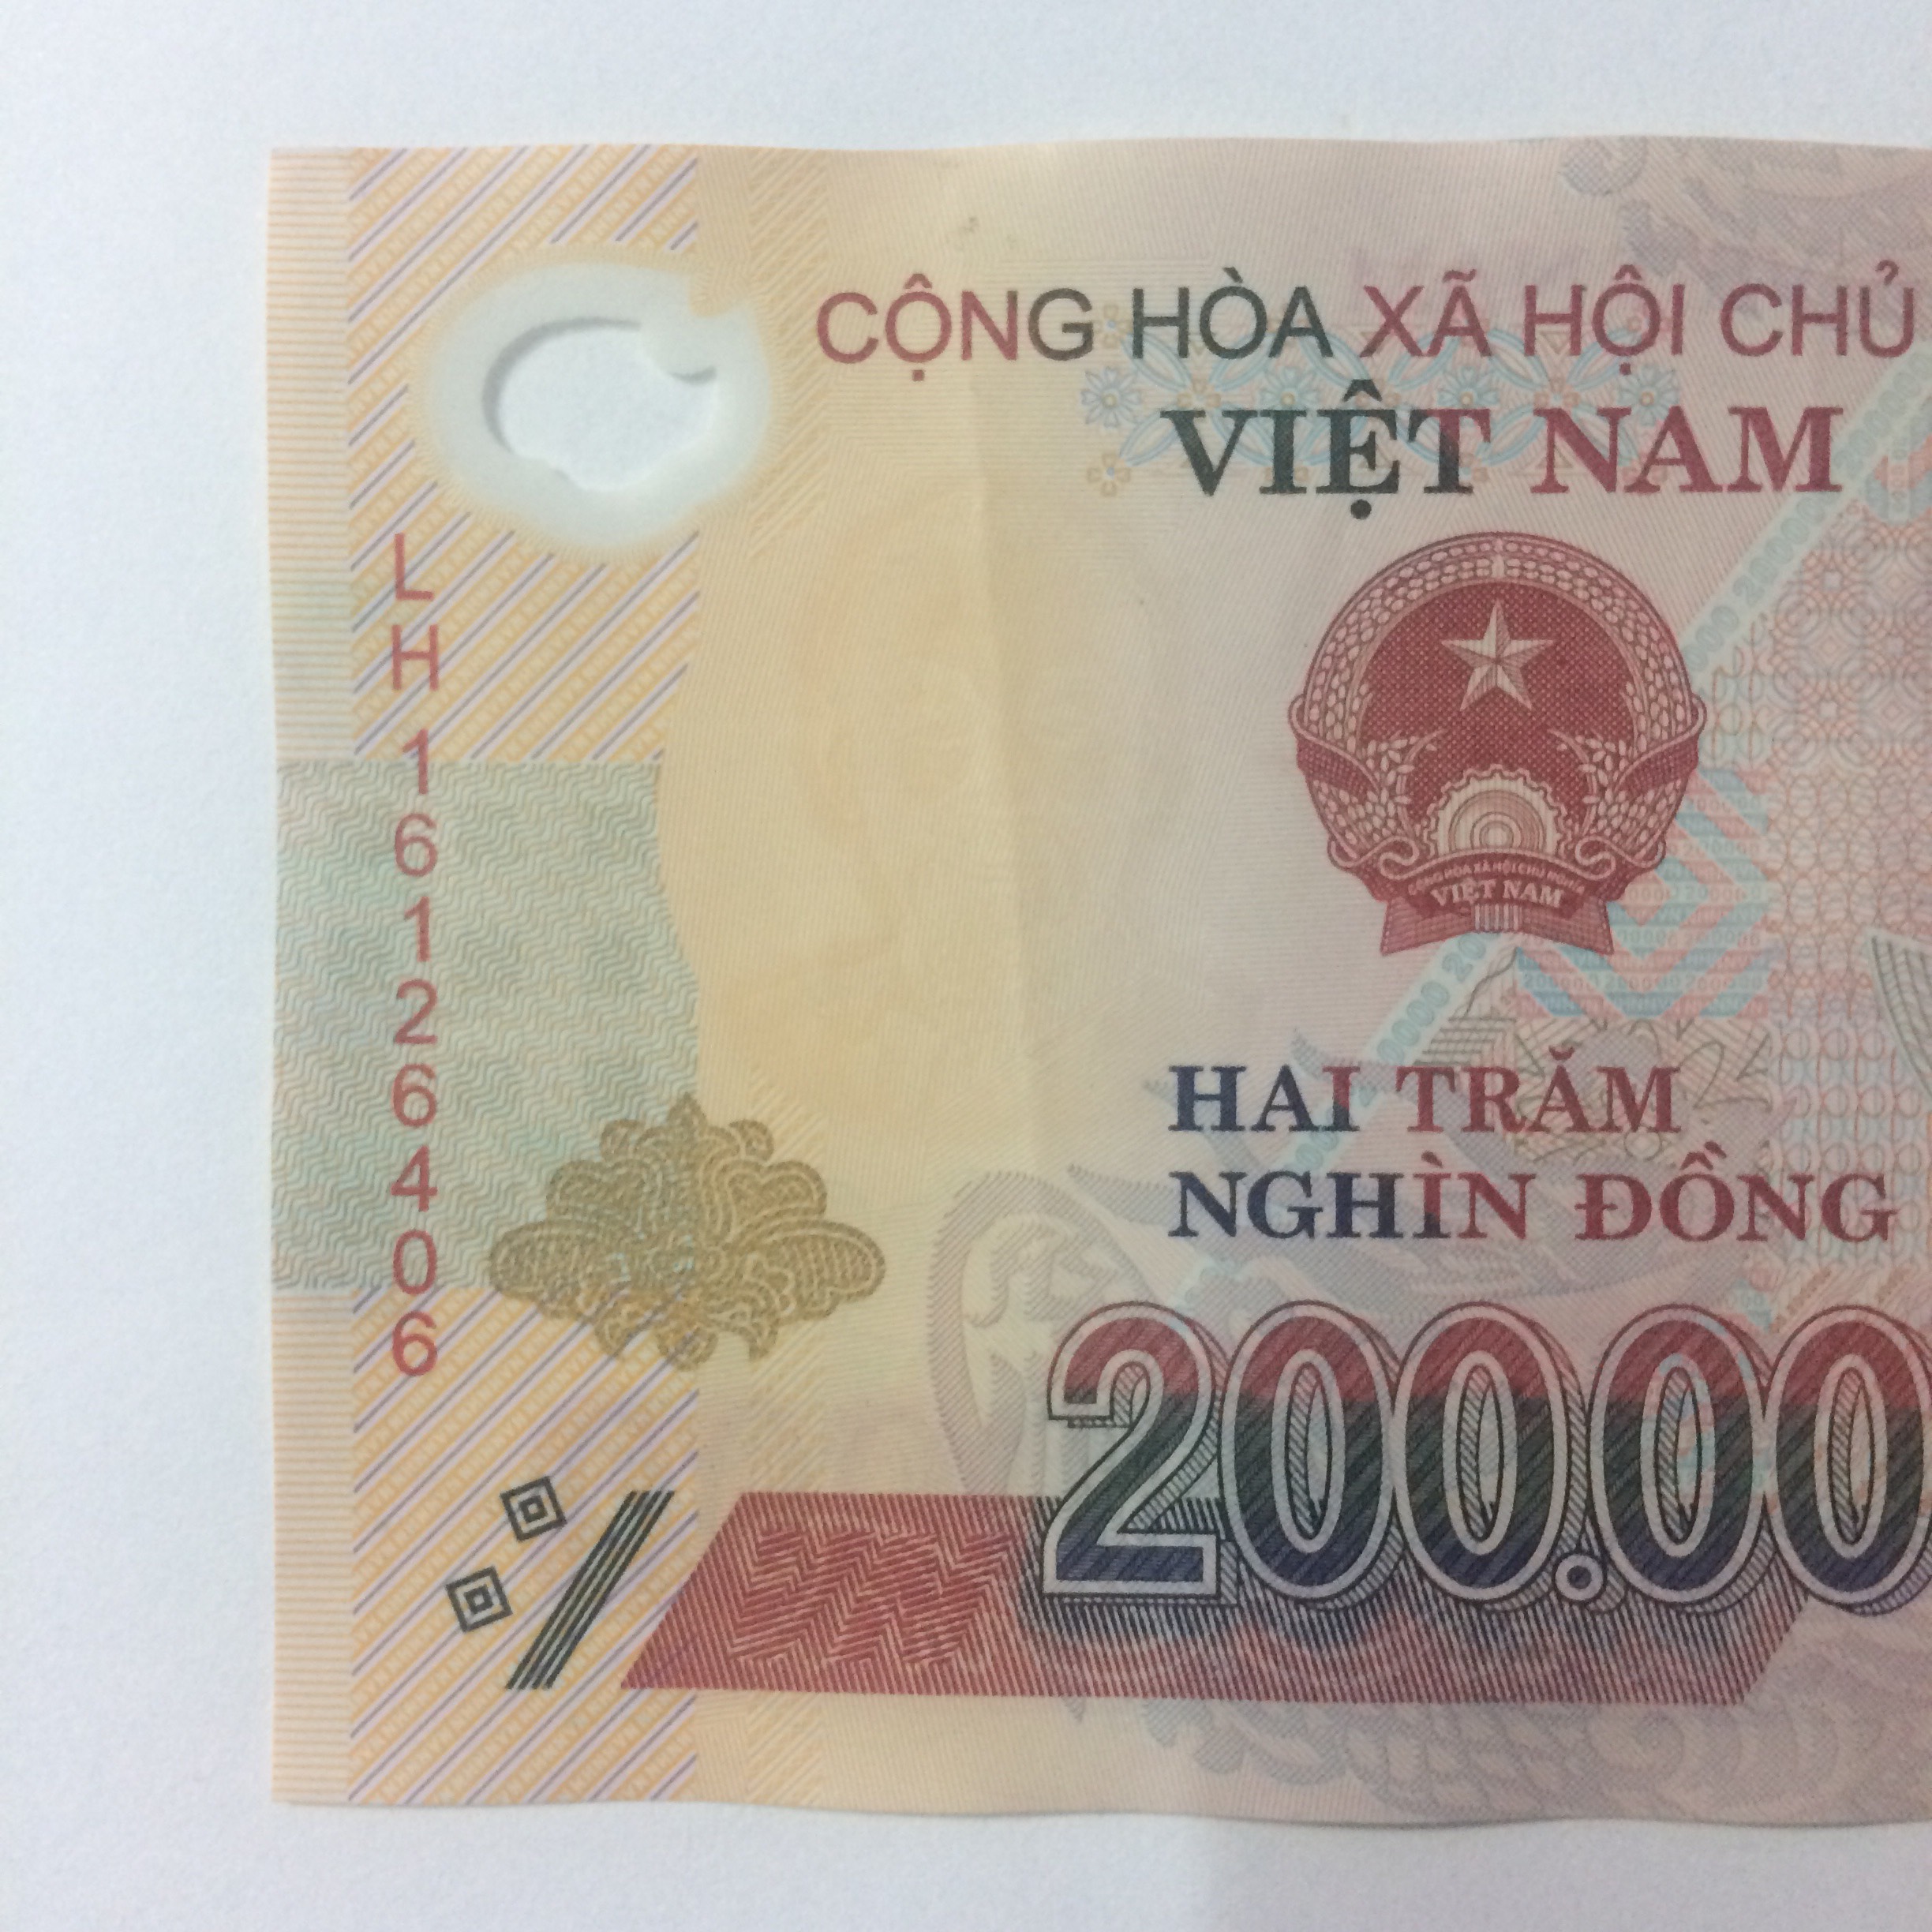 CỘNG HÒA XÃ HỘI CHỦ
VIỆT NAM
LH 16126406
CỘNG HÒA XÃ HỘI CHỦ NGHĨA
VIỆT NAM
HAI TRĂM
NGHÌN ĐỒNG
200.00